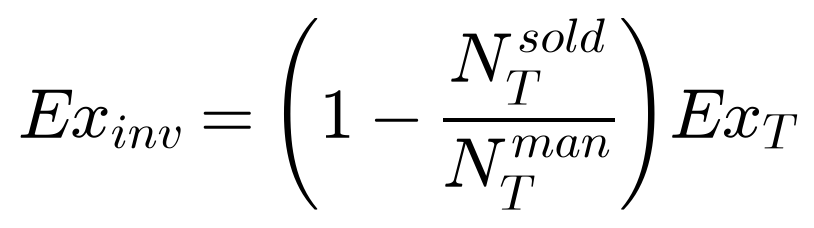 Ex_{inv} = \left(1 - \frac{N_T^{sold}}{N_T^{man}}\right) Ex_T